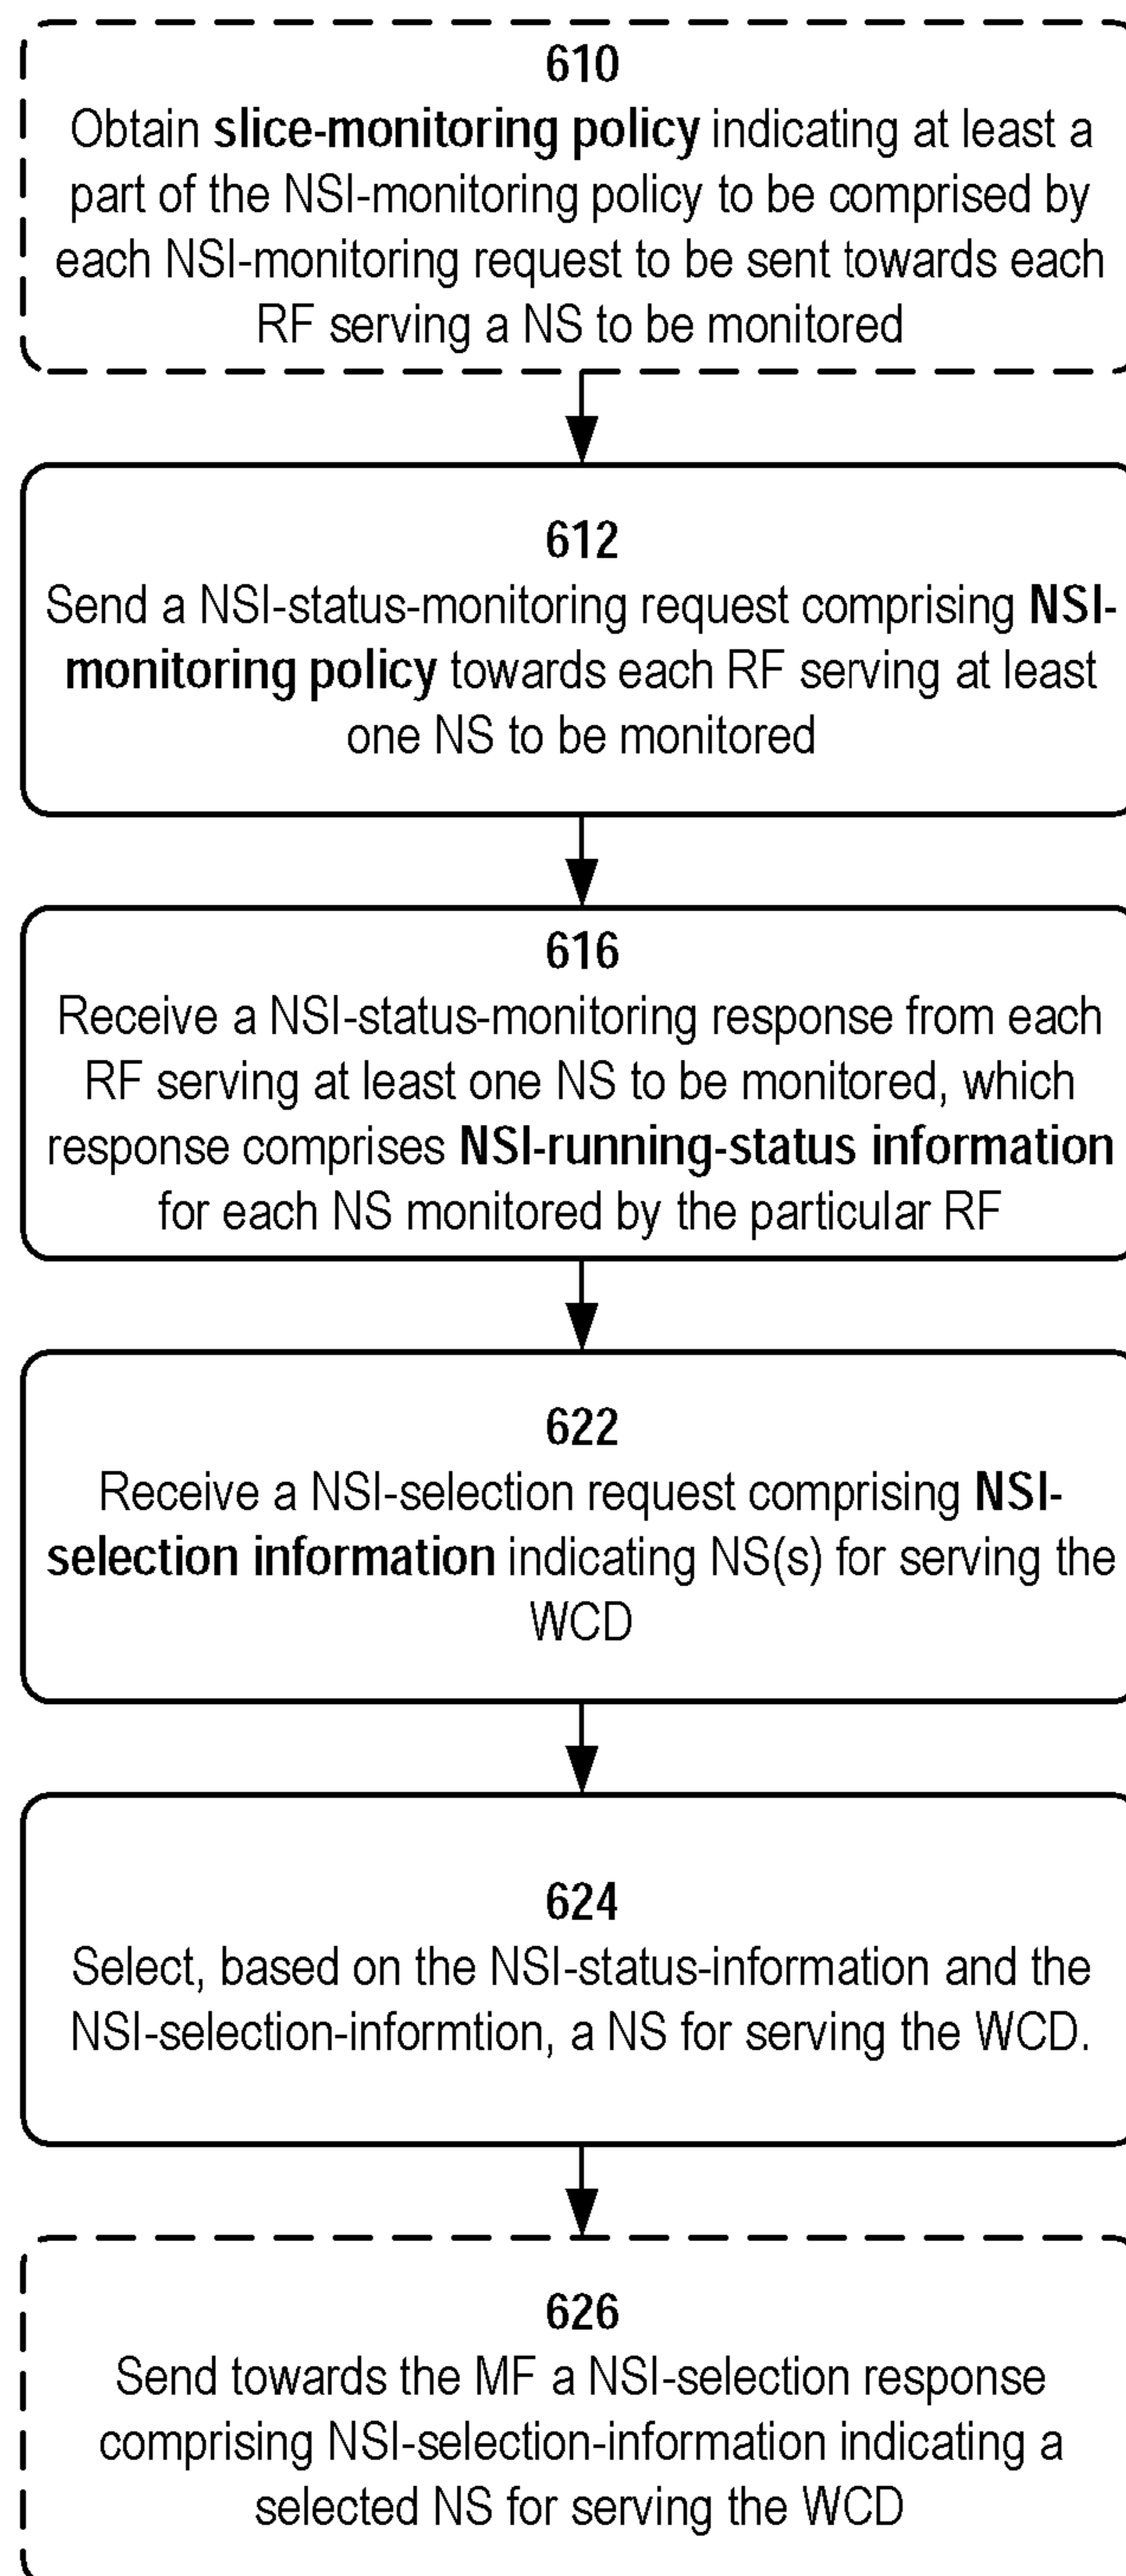 610
Obtain slice-monitoring policy indicating at least a
part of the NSI-monitoring policy to be comprised by
each NSI-monitoring request to be sent towards each
RF serving a NS to be monitored
612
Send a NSI-status-monitoring request comprising NSI-
monitoring policy towards each RF serving at least
one NS to be monitored
616
Receive a NSI-status-monitoring response from each
RF serving at least one NS to be monitored, which
response comprises NSI-running-status information
for each NS monitored by the particular RF
622
Receive a NSI-selection request comprising NSI-
selection information indicating NS(s) for serving the
WCD
624
Select, based on the NSI-status-information and the
NSI-selection-informtion, a NS for serving the WCD.
626
Send towards the MF a NSI-selection response
comprising NSI-selection-information indicating a
selected NS for serving the WCD